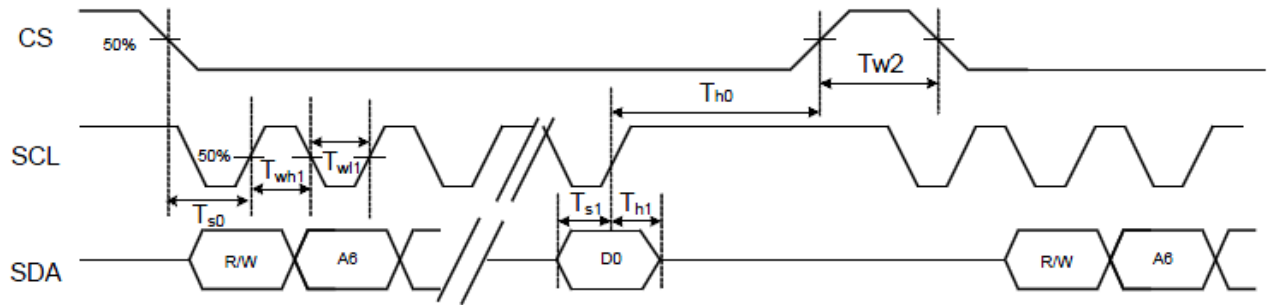 CS
50%
Tw2
Th0
SCL
50%
Twh1
Twl1
Ts0
Ts1
Th1
SDA
R/W
A6
D0
R/W
A6